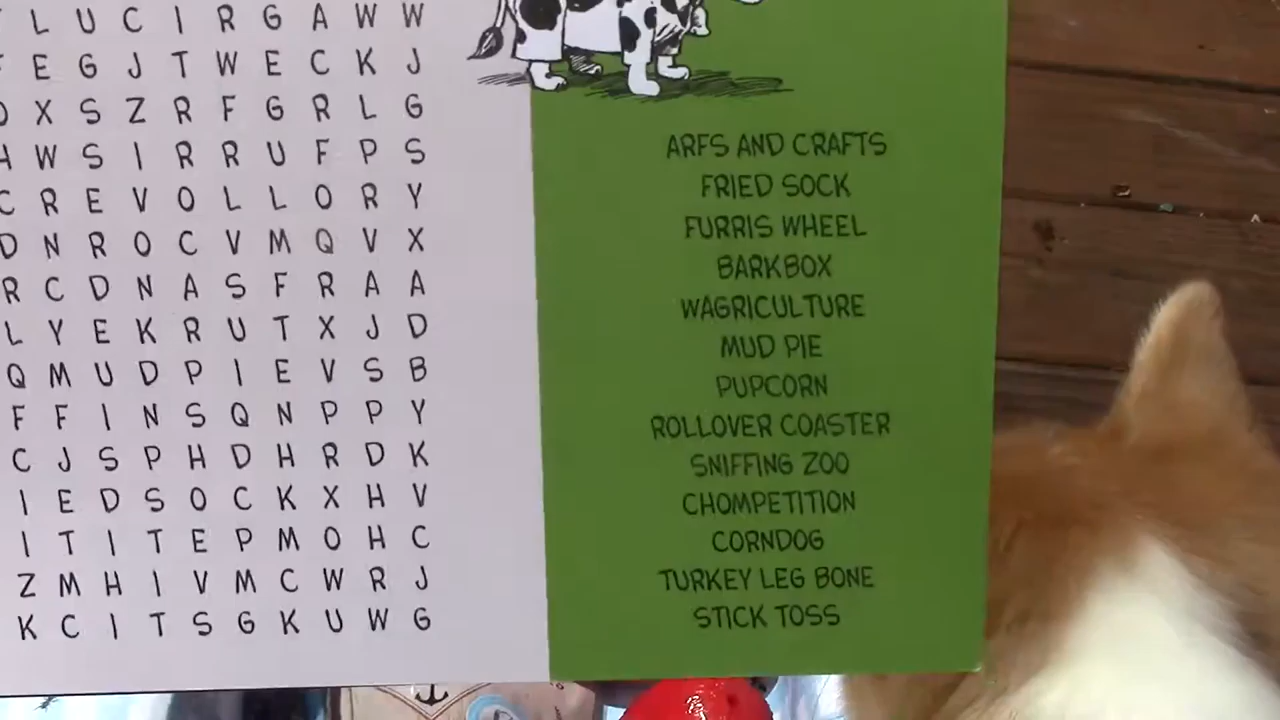 L U C I R G A W W
E G J T W E C K J
X S Z R F G R L G
W S I R R U F P S
C R E V O L L O R Y
D N R O C V M Q V X
R C D N A S F R A A
L Y E K R U T X J D
Q M U D P I E V S B
F F I N S Q N P P Y
C J S P H D H R D K
I E D S O C K X H V
I T I T E P M O H C
Z M H I V M C W R J
K C I T S G K U W G
ARFS AND CRAFTS
FRIED SOCK
FURRIS WHEEL
BARKBOX
WAGRICULTURE
MUD PIE
PUPCORN
ROLLOVER COASTER
SNIFFING ZOO
CHOMPETITION
CORNDOG
TURKEY LEG BONE
STICK TOSS